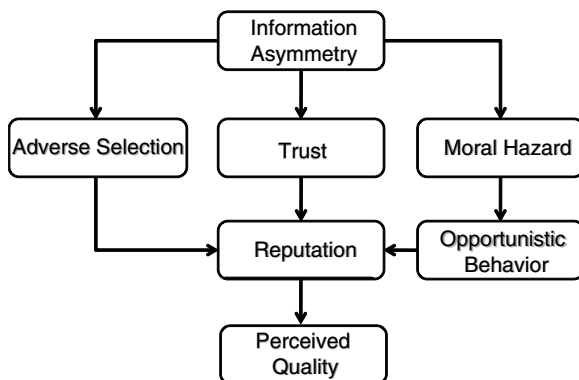 Information
Asymmetry
Adverse Selection
Trust
Moral Hazard
Reputation
Opportunistic
Behavior
Perceived
Quality